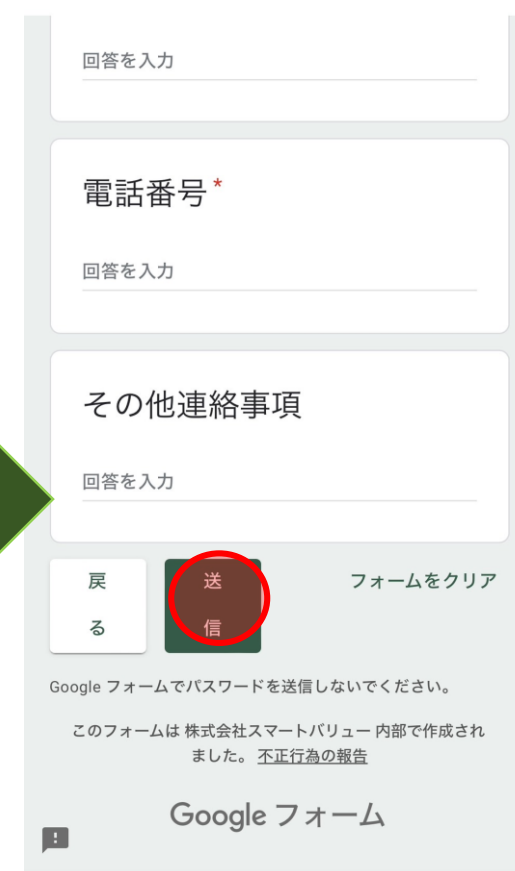 回答を入力
電話番号*
回答を入力
その他連絡事項
回答を入力
戻
る
送
信
フォームをクリア
Google フォームでパスワードを送信しないでください。
このフォームは 株式会社スマートバリュー 内部で作成され
ました。 不正行為の報告
Google フォーム